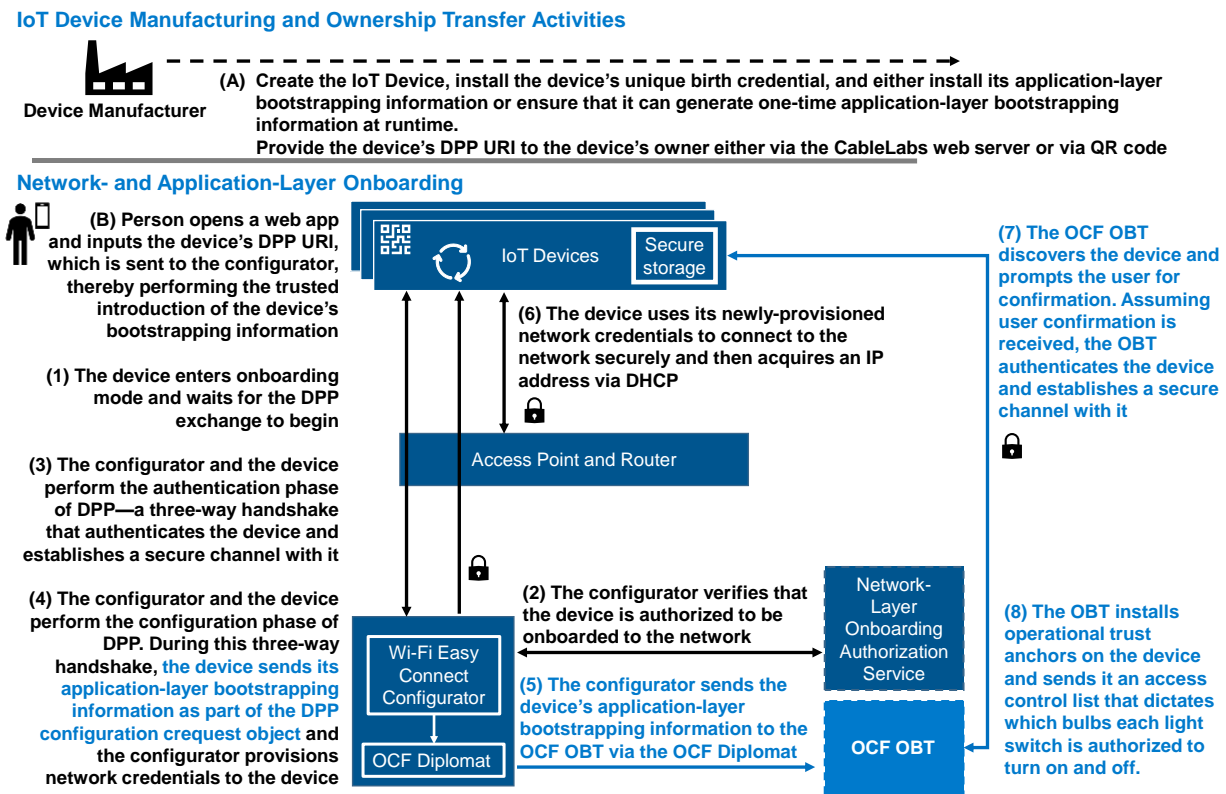 IoT Device Manufacturing and Ownership Transfer Activities
Device Manufacturer
(A) Create the IoT Device, install the device's unique birth credential, and either install its application-layer
bootstrapping information or ensure that it can generate one-time application-layer bootstrapping
information at runtime.
Provide the device's DPP URI to the device's owner either via the CableLabs web server or via QR code
Network- and Application-Layer Onboarding
(B) Person opens a web app
and inputs the device's DPP URI,
which is sent to the configurator,
thereby performing the trusted
introduction of the device's
bootstrapping information
(1) The device enters onboarding
mode and waits for the DPP
exchange to begin
(3) The configurator and the device
perform the authentication phase
of DPP—a three-way handshake
that authenticates the device and
establishes a secure channel with it
(4) The configurator and the device
perform the configuration phase of
DPP. During this three-way
handshake, the device sends its
application-layer bootstrapping
information as part of the DPP
configuration crequest object and
the configurator provisions
network credentials to the device
IoT Devices
Secure
storage
(6) The device uses its newly-provisioned
network credentials to connect to the
network securely and then acquires an IP
address via DHCP
Access Point and Router
(2) The configurator verifies that
the device is authorized to be
onboarded to the network
Wi-Fi Easy
Connect
Configurator
OCF Diplomat
(5) The configurator sends the
device's application-layer
bootstrapping information to the
OCF OBT via the OCF Diplomat
Network-
Layer
Onboarding
Authorization
Service
OCF OBT
(7) The OCF OBT
discovers the device and
prompts the user for
confirmation. Assuming
user confirmation is
received, the OBT
authenticates the device
and establishes a secure
channel with it
(8) The OBT installs
operational trust
anchors on the device
and sends it an access
control list that dictates
which bulbs each light
switch is authorized to
turn on and off.